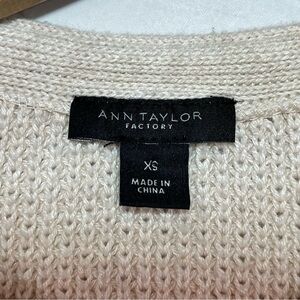 ANN TAYLOR
FACTORY
XS
MADE IN
CHINA